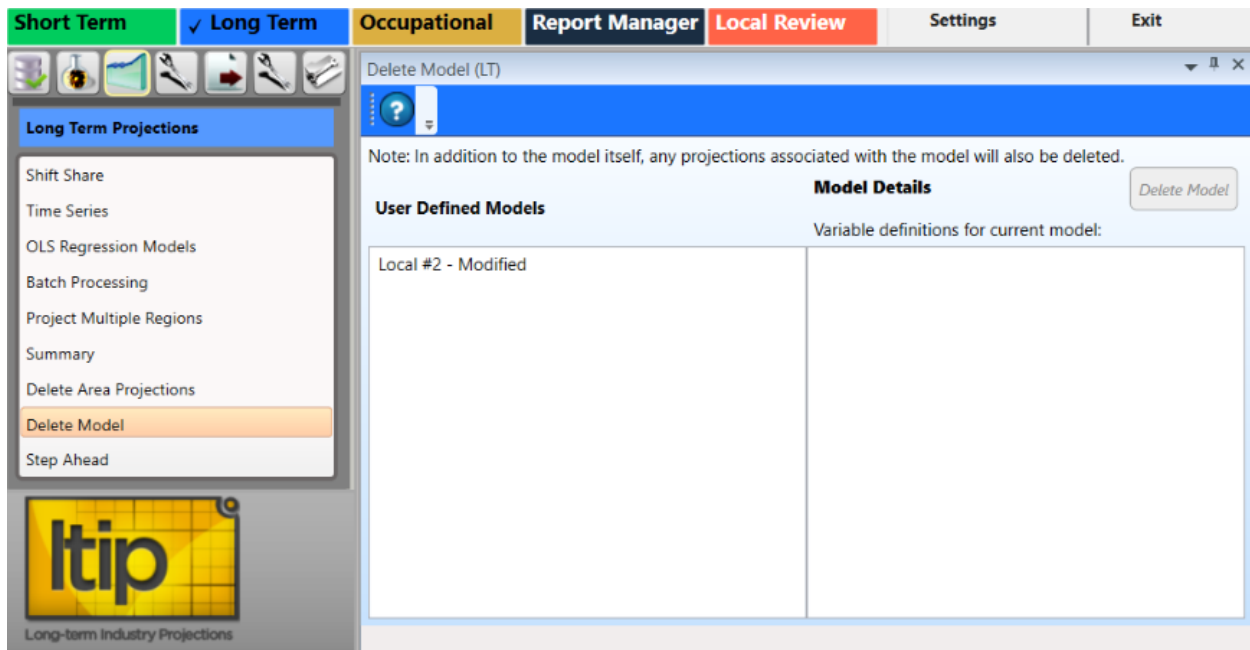 Short Term ✓ Long Term Occupational Report Manager Local Review Settings Exit
Delete Model (LT)
?
Long Term Projections
Shift Share
Time Series
OLS Regression Models
Batch Processing
Project Multiple Regions
Summary
Delete Area Projections
Delete Model
Step Ahead
ltip
Long-term Industry Projections
Note: In addition to the model itself, any projections associated with the model will also be deleted.
Model Details
Delete Model
User Defined Models
Variable definitions for current model:
Local #2 - Modified